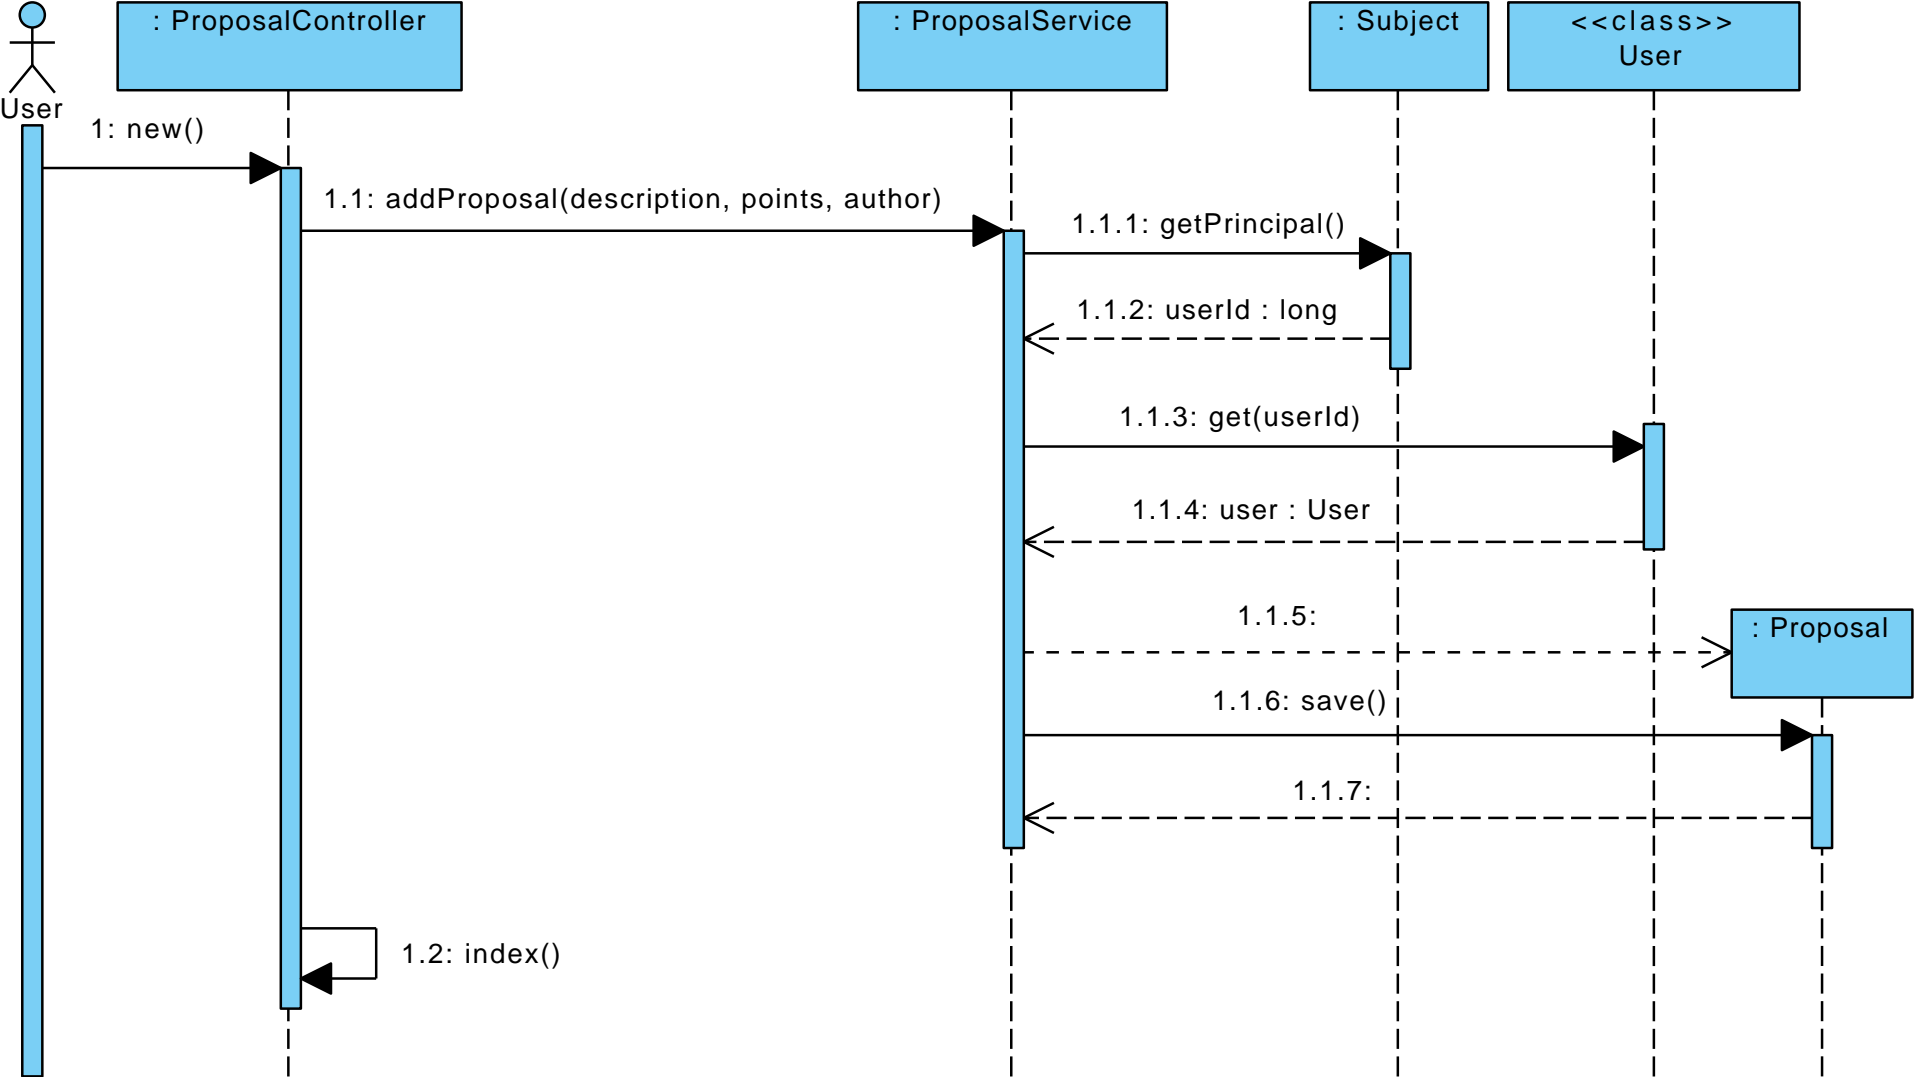 : ProposalController
: ProposalService
: Subject
<<class>>
User
User
1: new()
1.1: addProposal(description, points, author)
1.1.1: getPrincipal()
1.1.2: userId : long
1.1.3: get(userId)
1.1.4: user : User
1.1.5:
: Proposal
1.1.6: save()
1.1.7:
1.2: index()